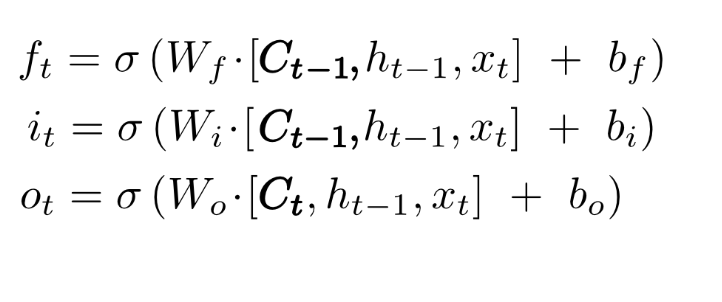 f_t = σ (W_f · [C_{t−1}, h_{t−1}, x_t] + b_f)
i_t = σ (W_i · [C_{t−1}, h_{t−1}, x_t] + b_i)
o_t = σ (W_o · [C_t, h_{t−1}, x_t] + b_o)